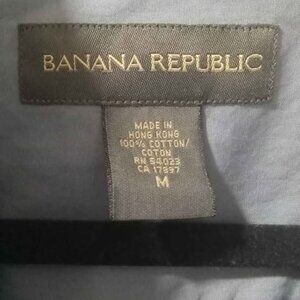 BANANA REPUBLIC
MADE IN
HONG KONG
100% COTTON/
COTON
RN 54023
CA 17897
M